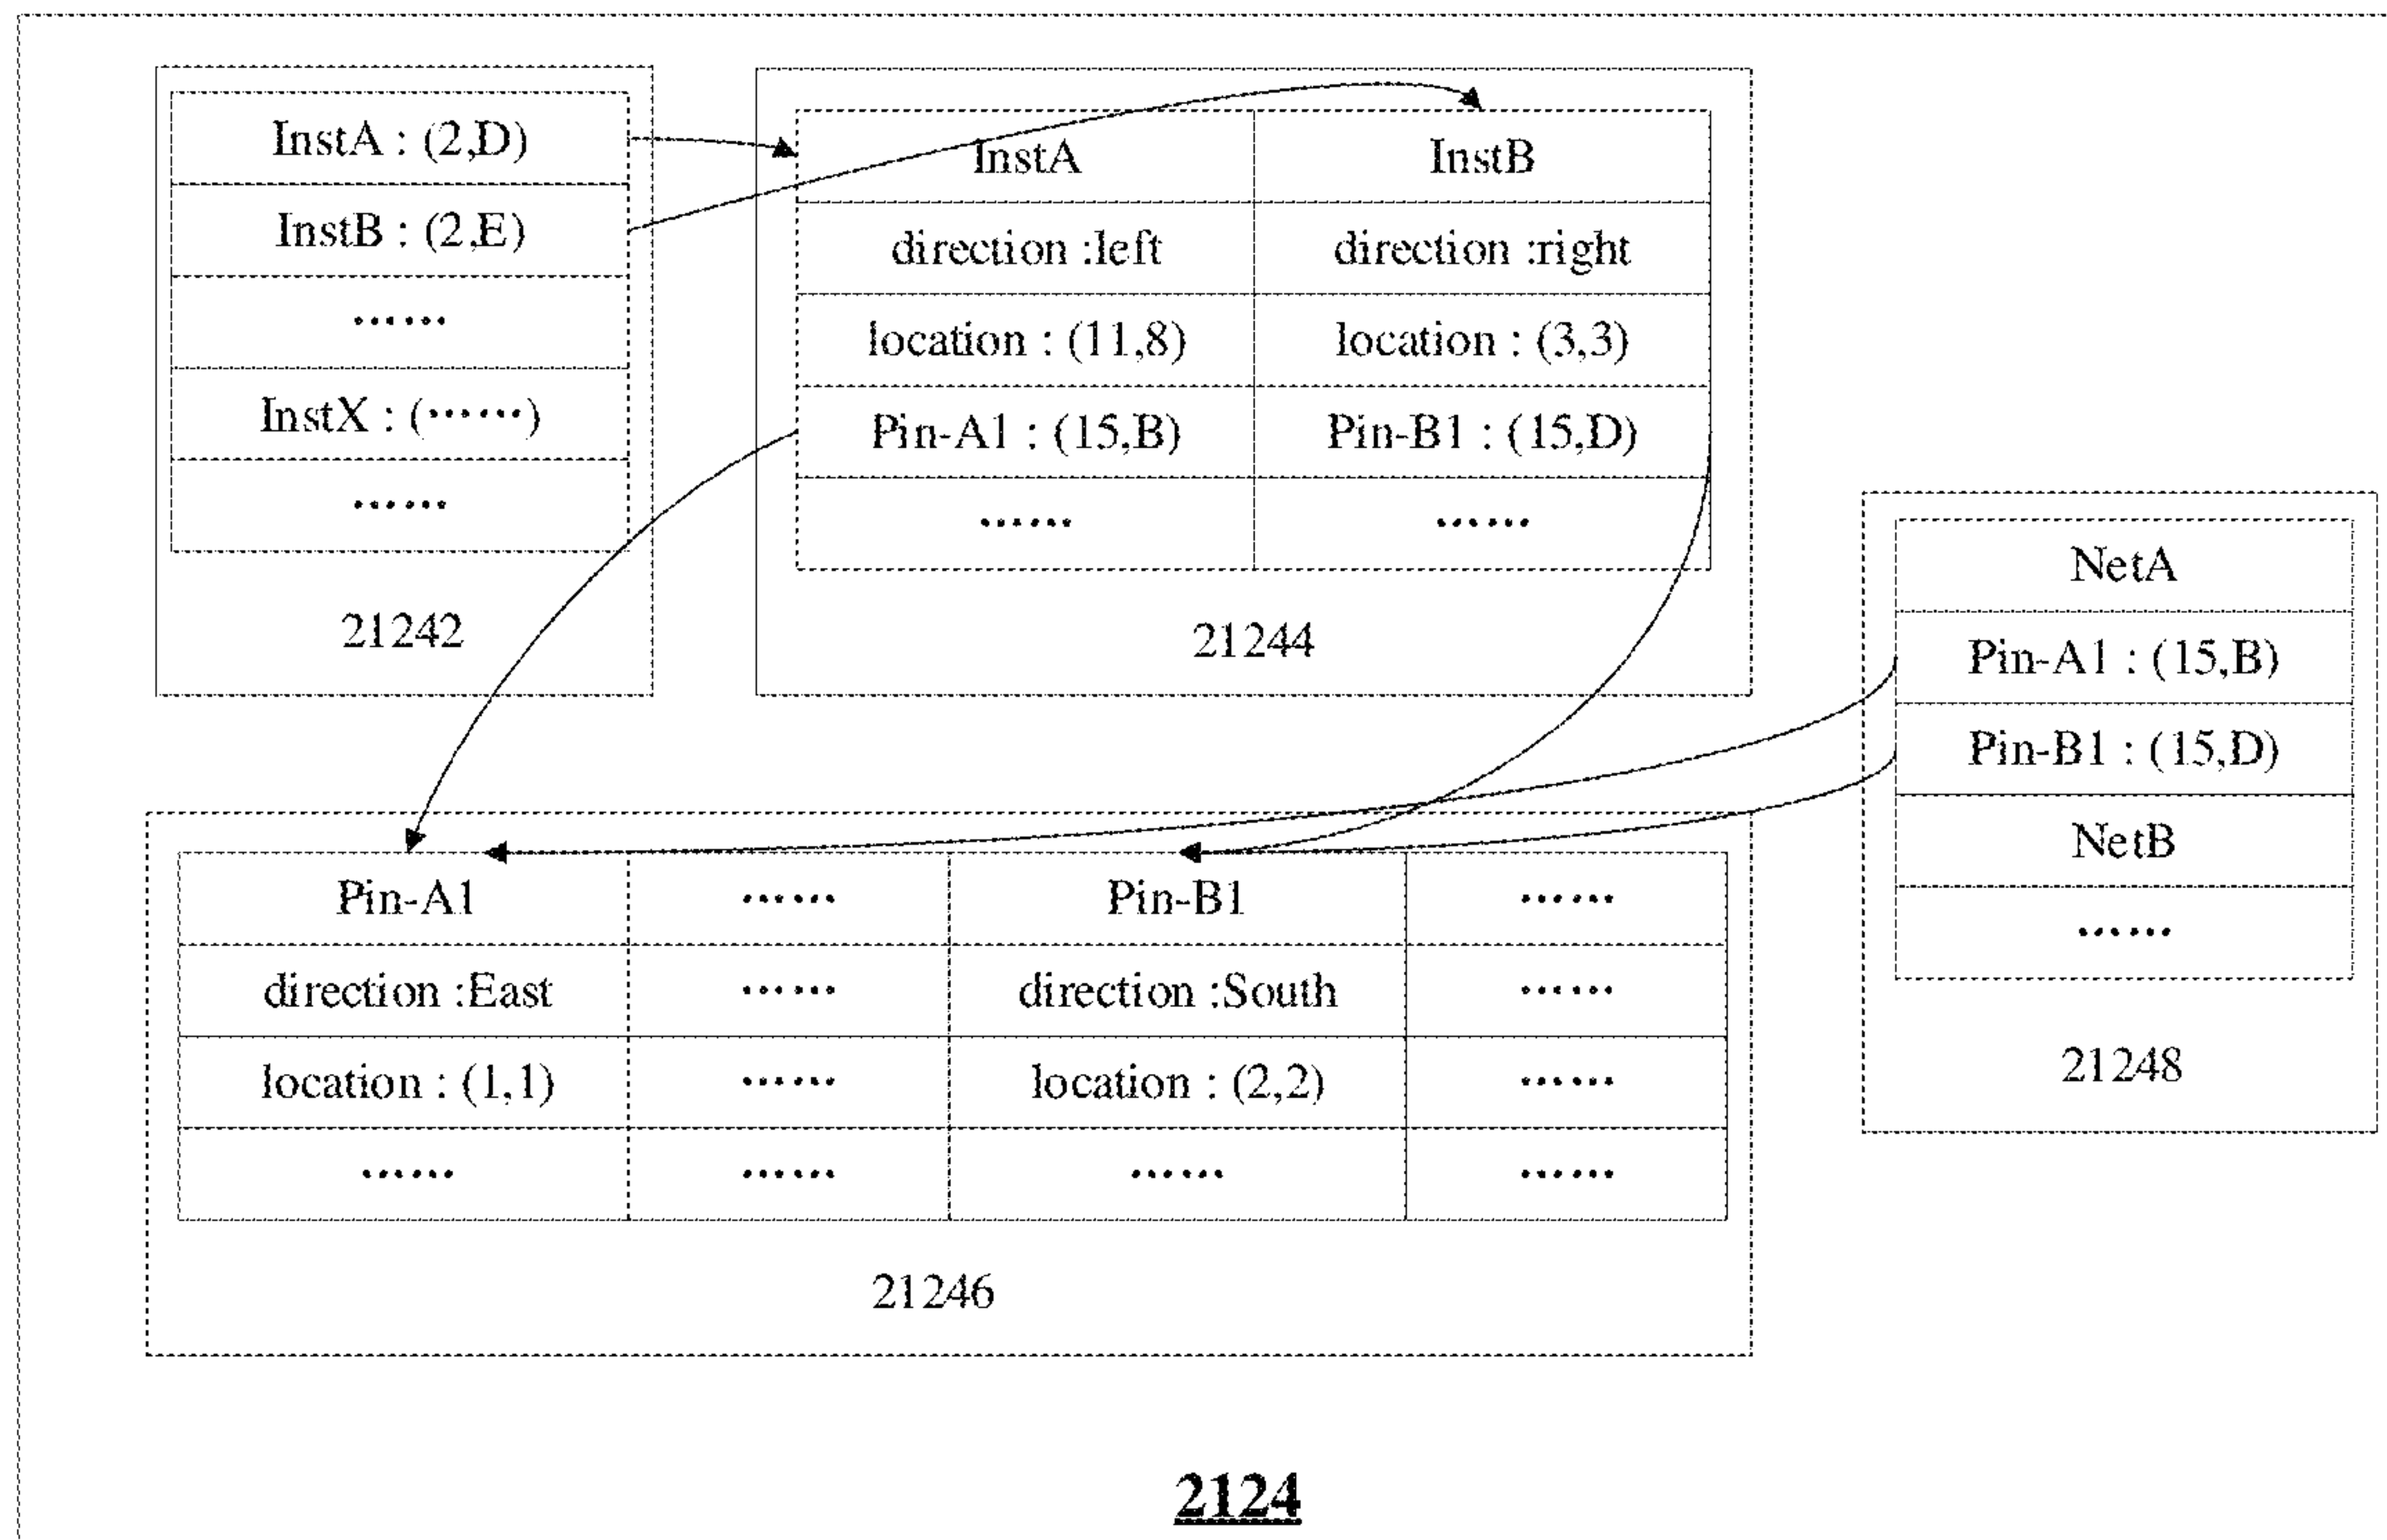 InstA : (2,D)
InstB : (2,E)
······
InstX : (······)
······
21242
InstA InstB
direction :left direction :right
location : (11,8) location : (3,3)
Pin-A1 : (15,B) Pin-B1 : (15,D)
······ ······
21244
NetA
Pin-A1 : (15,B)
Pin-B1 : (15,D)
NetB
······
21248
Pin-A1 ······ Pin-B1 ······
direction :East ······ direction :South ······
location : (1,1) ······ location : (2,2) ······
······ ······ ······ ······
21246
2124